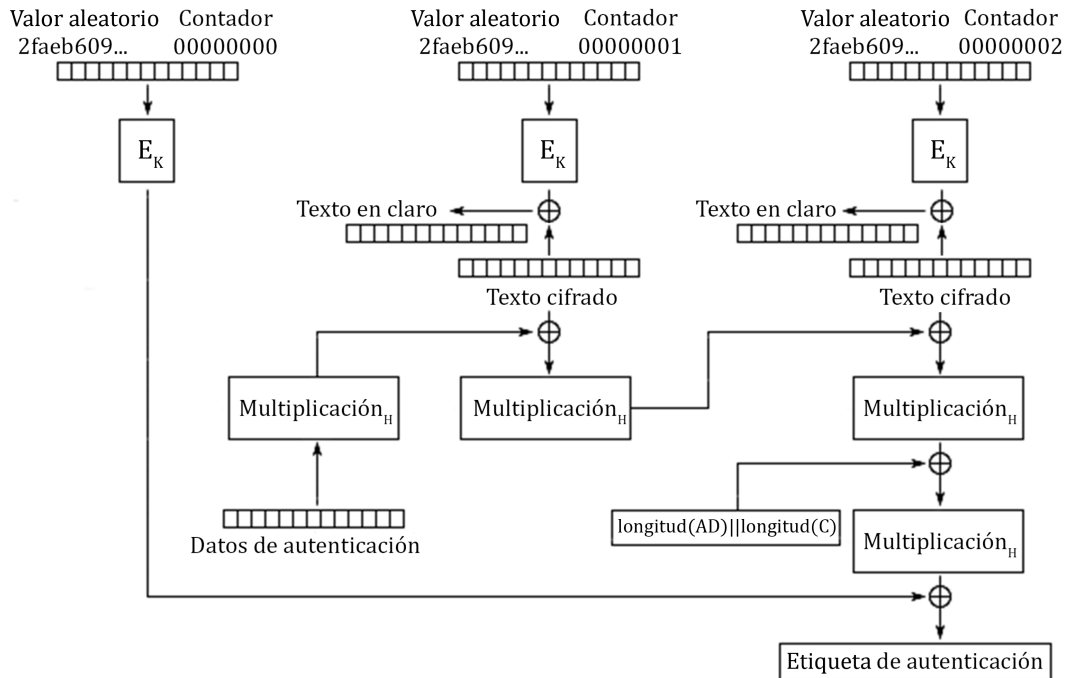 Valor aleatorio Contador
2faeb609... 00000000
Valor aleatorio Contador
2faeb609... 00000001
Valor aleatorio Contador
2faeb609... 00000002
E_K
E_K
E_K
Texto en claro
Texto en claro
Texto cifrado
Texto cifrado
Multiplicación_H
Multiplicación_H
Multiplicación_H
longitud(AD)||longitud(C)
Multiplicación_H
Datos de autenticación
Etiqueta de autenticación